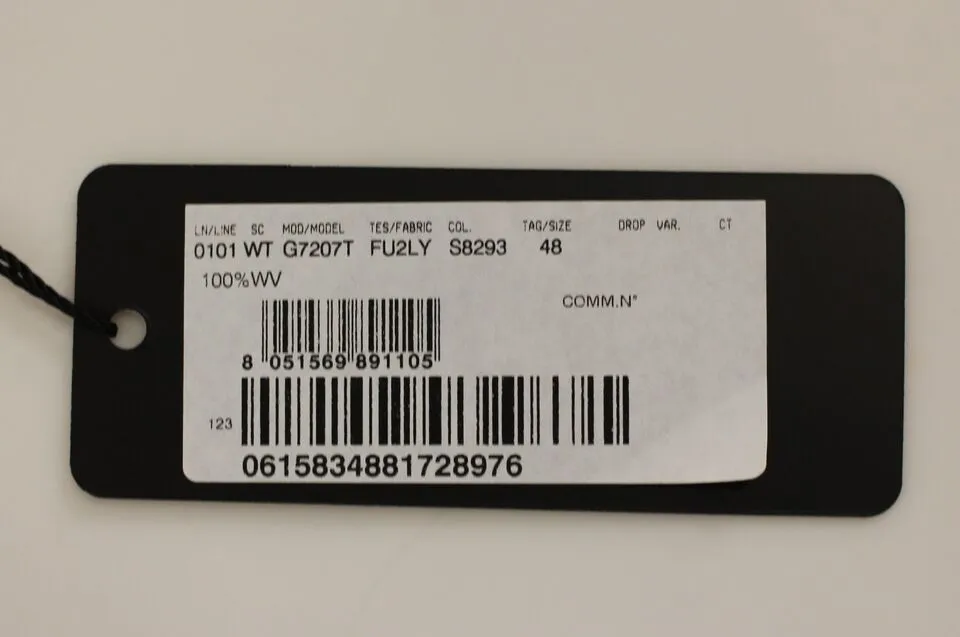 LN/LINE SC MOD/MODEL TES/FABRIC COL. TAG/SIZE DROP VAR. CT
0101 WT G7207T FU2LY S8293 48
100%WV
COMM.N°
8 051569 891105
123
0615834881728976